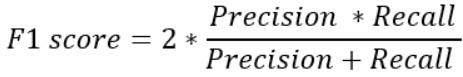 F1 score = 2 * Precision * Recall / Precision + Recall